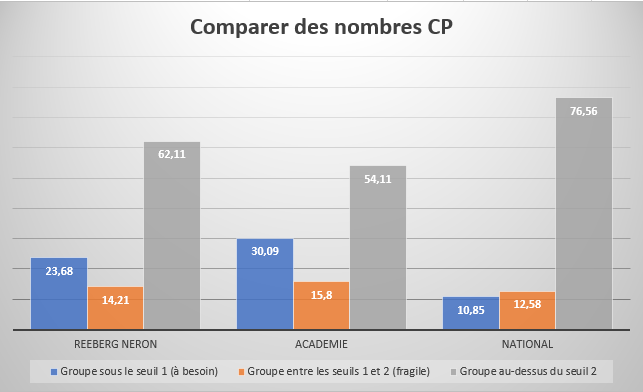 Comparer des nombres CP
23,68
14,21
62,11
30,09
15,8
54,11
10,85
12,58
76,56
REEBERG NERON
ACADEMIE
NATIONAL
Groupe sous le seuil 1 (à besoin)
Groupe entre les seuils 1 et 2 (fragile)
Groupe au-dessus du seuil 2